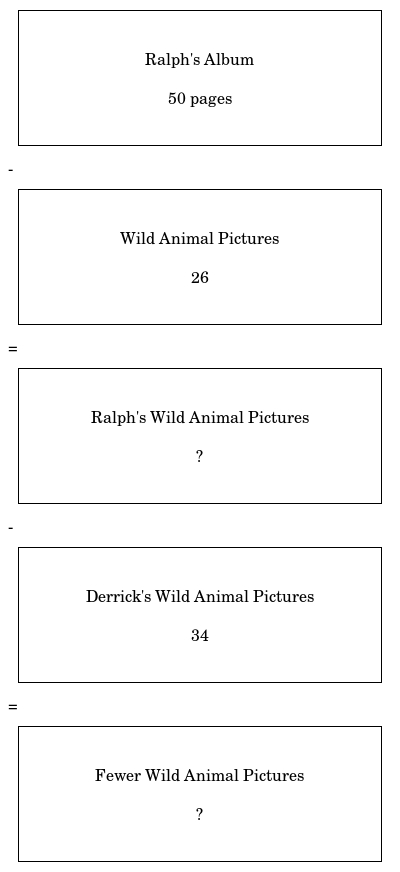 Ralph's Album
50 pages
-
Wild Animal Pictures
26
=
Ralph's Wild Animal Pictures
?
-
Derrick's Wild Animal Pictures
34
=
Fewer Wild Animal Pictures
?